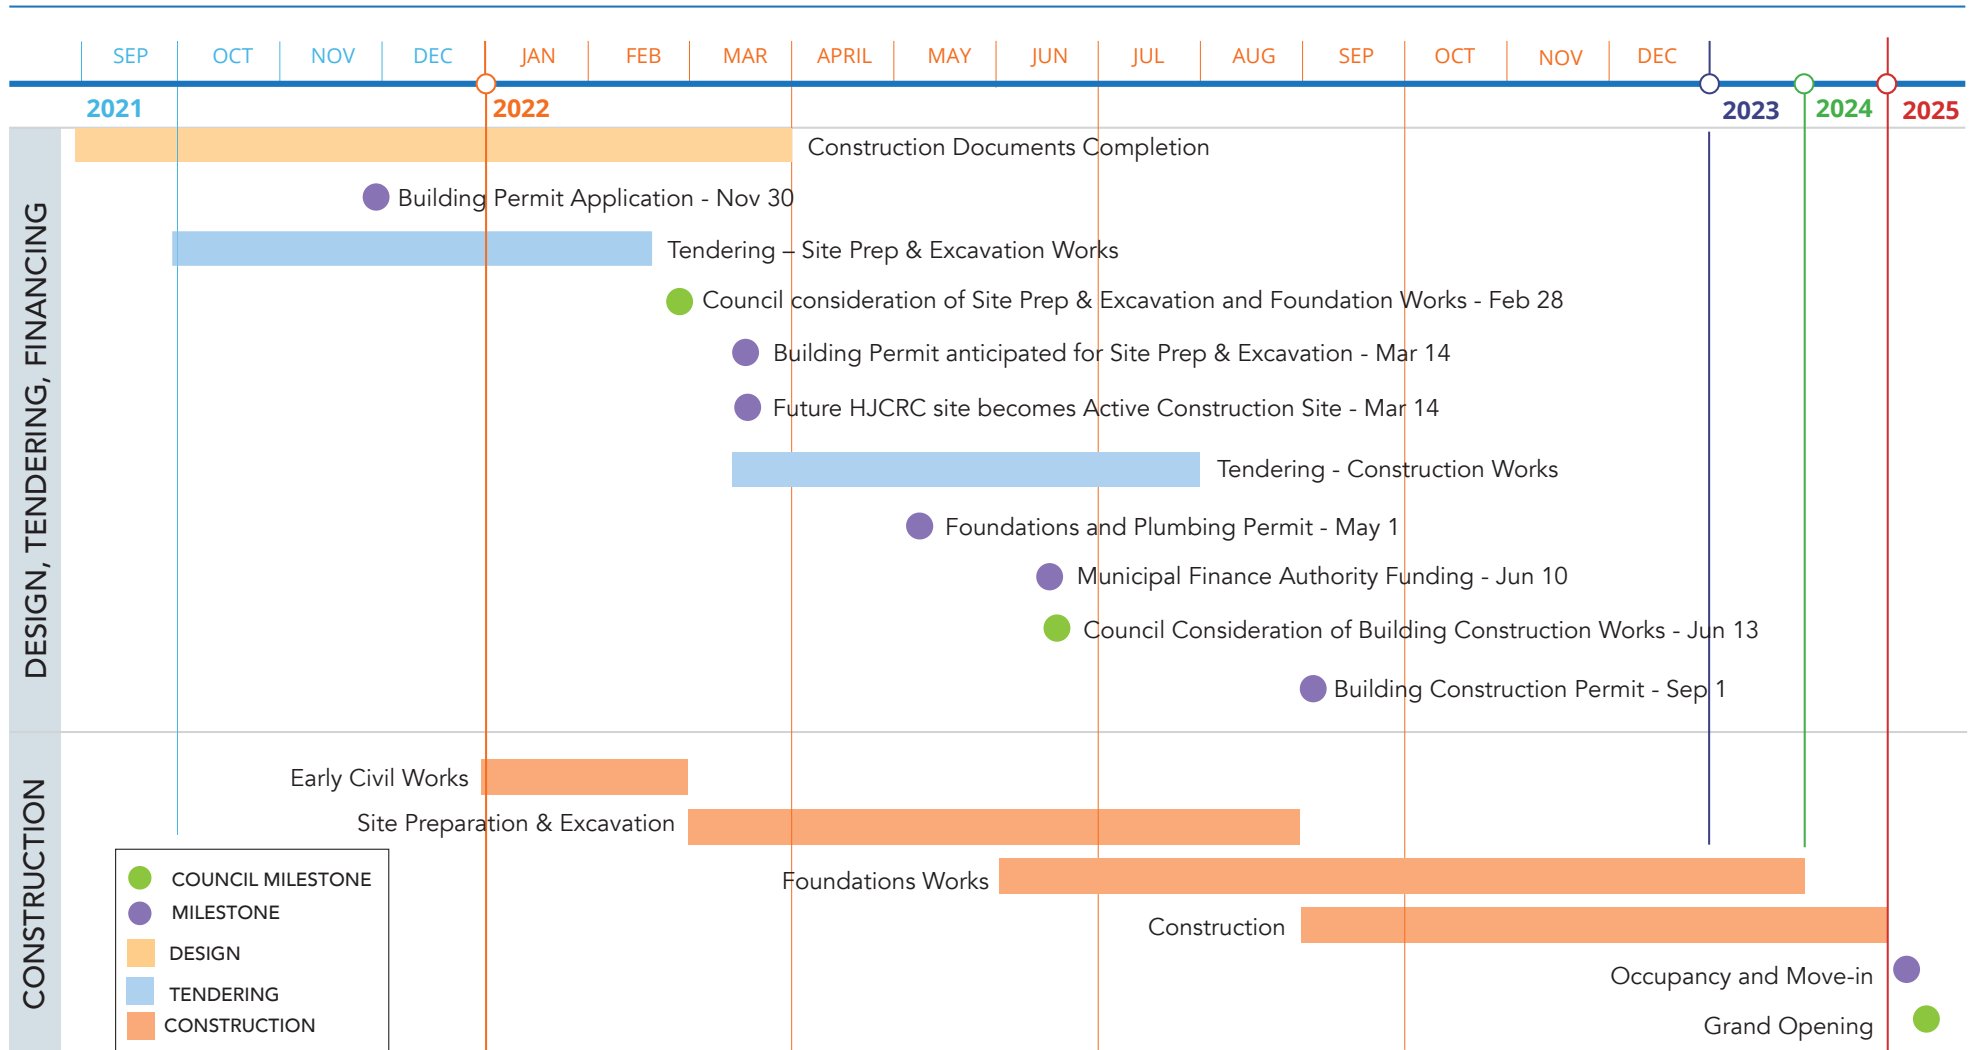 SEP OCT NOV DEC JAN FEB MAR APRIL MAY JUN JUL AUG SEP OCT NOV DEC
2021 2022 2023 2024 2025
DESIGN, TENDERING, FINANCING
Construction Documents Completion
Building Permit Application - Nov 30
Tendering – Site Prep & Excavation Works
Council consideration of Site Prep & Excavation and Foundation Works - Feb 28
Building Permit anticipated for Site Prep & Excavation - Mar 14
Future HJCRC site becomes Active Construction Site - Mar 14
Tendering - Construction Works
Foundations and Plumbing Permit - May 1
Municipal Finance Authority Funding - Jun 10
Council Consideration of Building Construction Works - Jun 13
Building Construction Permit - Sep 1
CONSTRUCTION
Early Civil Works
Site Preparation & Excavation
Foundations Works
Construction
Occupancy and Move-in
Grand Opening
COUNCIL MILESTONE
MILESTONE
DESIGN
TENDERING
CONSTRUCTION